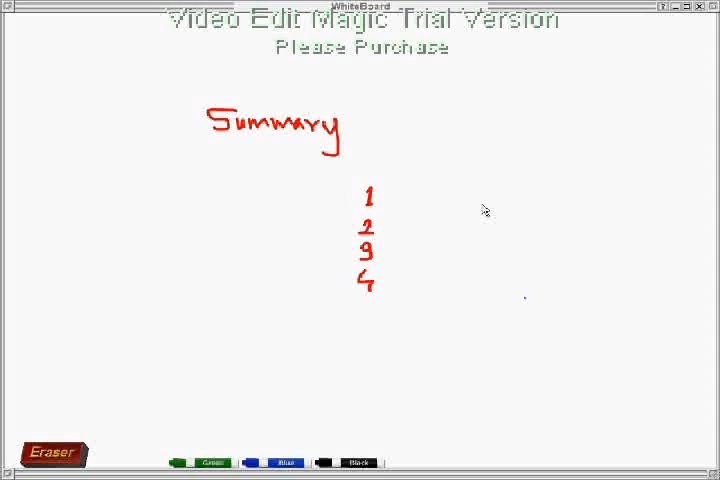 WhiteBoard
Video Edit Magic Trial Version
Please Purchase
Summary
1
2
3
4
Eraser
Green Blue Black